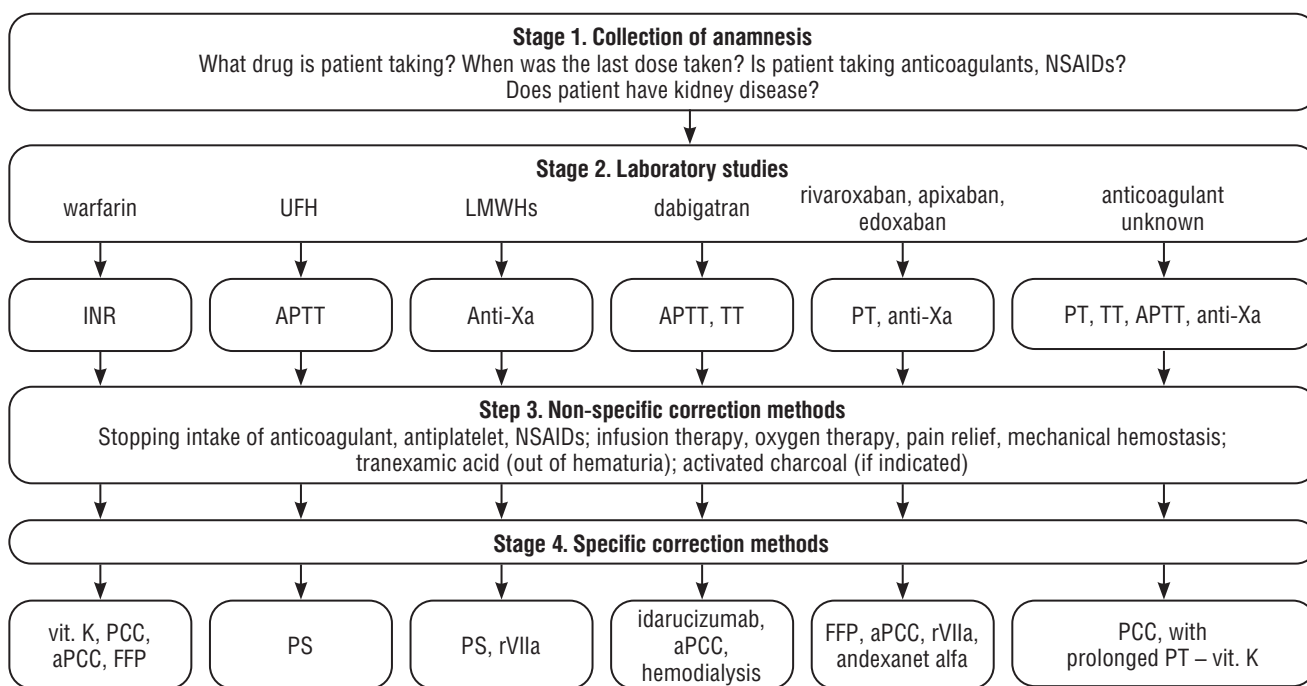 Stage 1. Collection of anamnesis
What drug is patient taking? When was the last dose taken? Is patient taking anticoagulants, NSAIDs?
Does patient have kidney disease?
Stage 2. Laboratory studies
warfarin
UFH
LMWHs
dabigatran
rivaroxaban, apixaban,
edoxaban
anticoagulant
unknown
INR
APTT
Anti-Xa
APTT, TT
PT, anti-Xa
PT, TT, APTT, anti-Xa
Step 3. Non-specific correction methods
Stopping intake of anticoagulant, antiplatelet, NSAIDs; infusion therapy, oxygen therapy, pain relief, mechanical hemostasis;
tranexamic acid (out of hematuria); activated charcoal (if indicated)
Stage 4. Specific correction methods
vit. K, PCC,
aPCC, FFP
PS
PS, rVIIa
idarucizumab,
aPCC,
hemodialysis
FFP, aPCC, rVIIa,
andexanet alfa
PCC, with
prolonged PT – vit. K